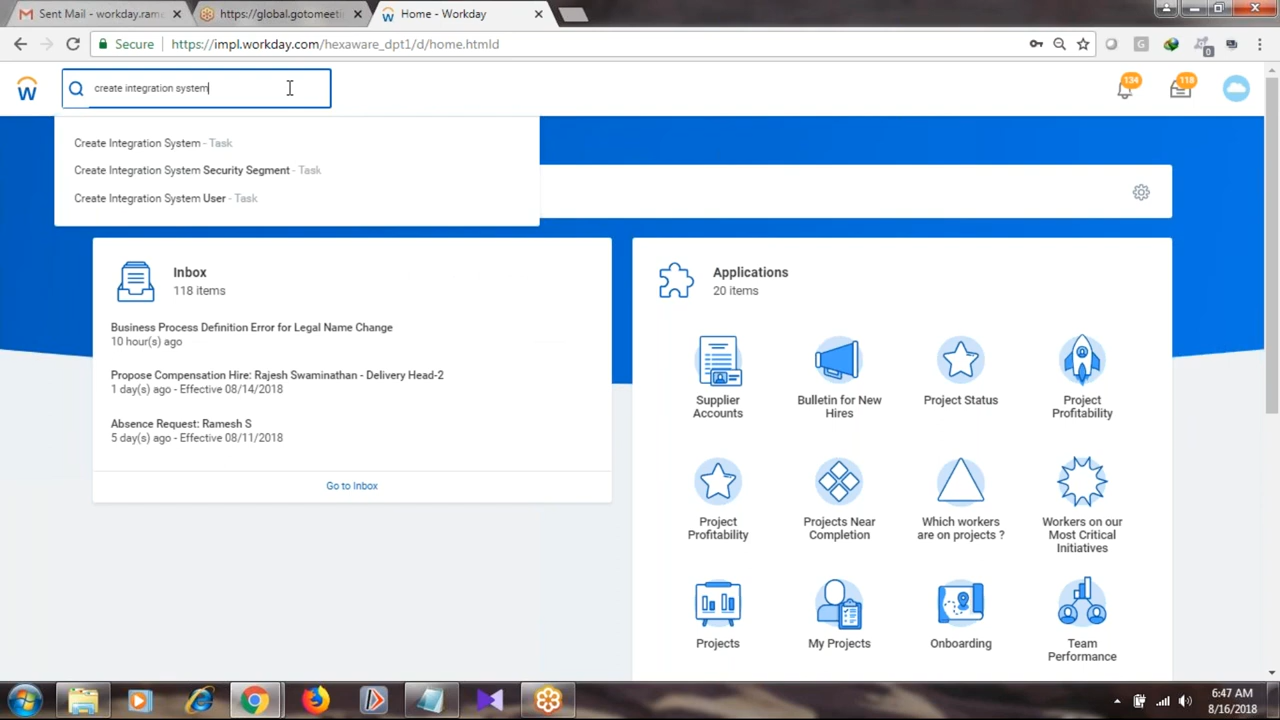 Sent Mail - workday.ramo
https://global.gotomeeti
Home - Workday
Secure
https://impl.workday.com/hexaware_dpt1/d/home.htmld
0
create integration system
134
118
Create Integration System - Task
Create Integration System Security Segment - Task
Create Integration System User - Task
Inbox
118 items
Business Process Definition Error for Legal Name Change
10 hour(s) ago
Propose Compensation Hire: Rajesh Swaminathan - Delivery Head-2
1 day(s) ago - Effective 08/14/2018
Absence Request: Ramesh S
5 day(s) ago - Effective 08/11/2018
Go to Inbox
Applications
20 items
Supplier
Accounts
Bulletin for New
Hires
Project Status
Project
Profitability
Project
Profitability
Projects Near
Completion
Which workers
are on projects ?
Workers on our
Most Critical
Initiatives
Projects
My Projects
Onboarding
Team
Performance
6:47 AM
8/16/2018